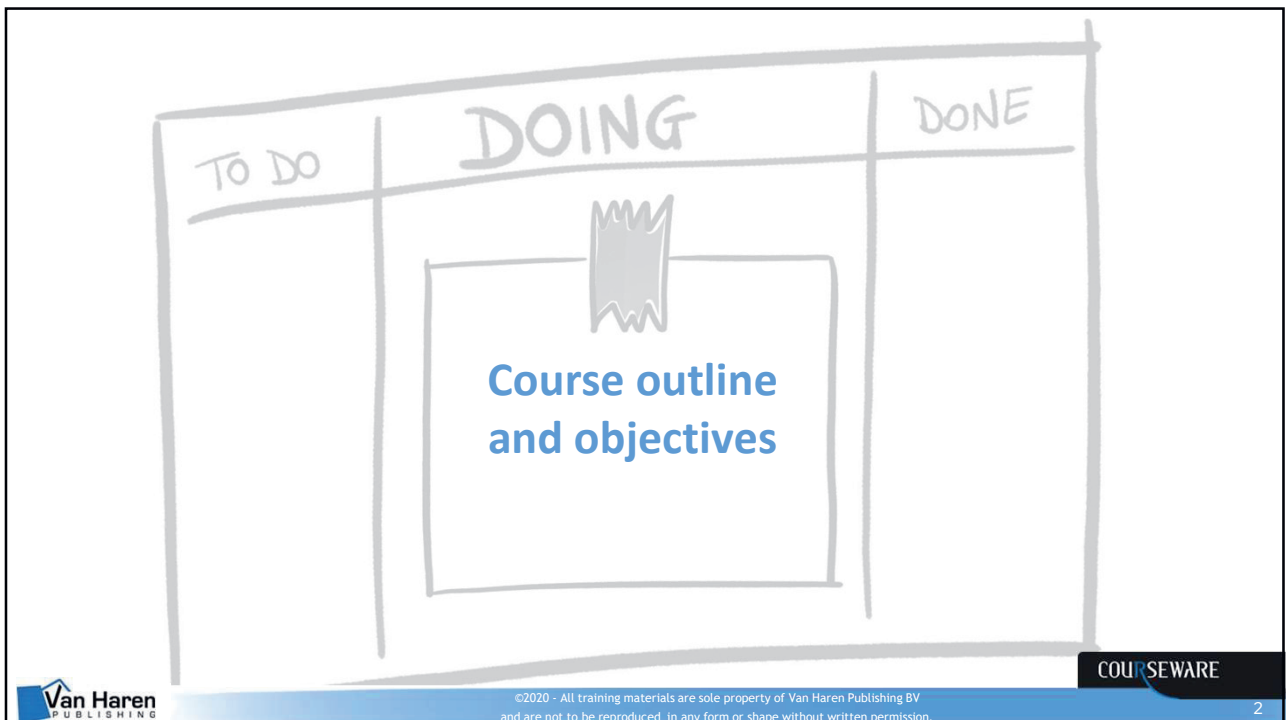 TO DO
DOING
DONE
Course outline
and objectives
COURSEWARE
Van Haren
PUBLISHING
©2020 - All training materials are sole property of Van Haren Publishing BV
and are not to be reproduced in any form or shape without written permission.
2